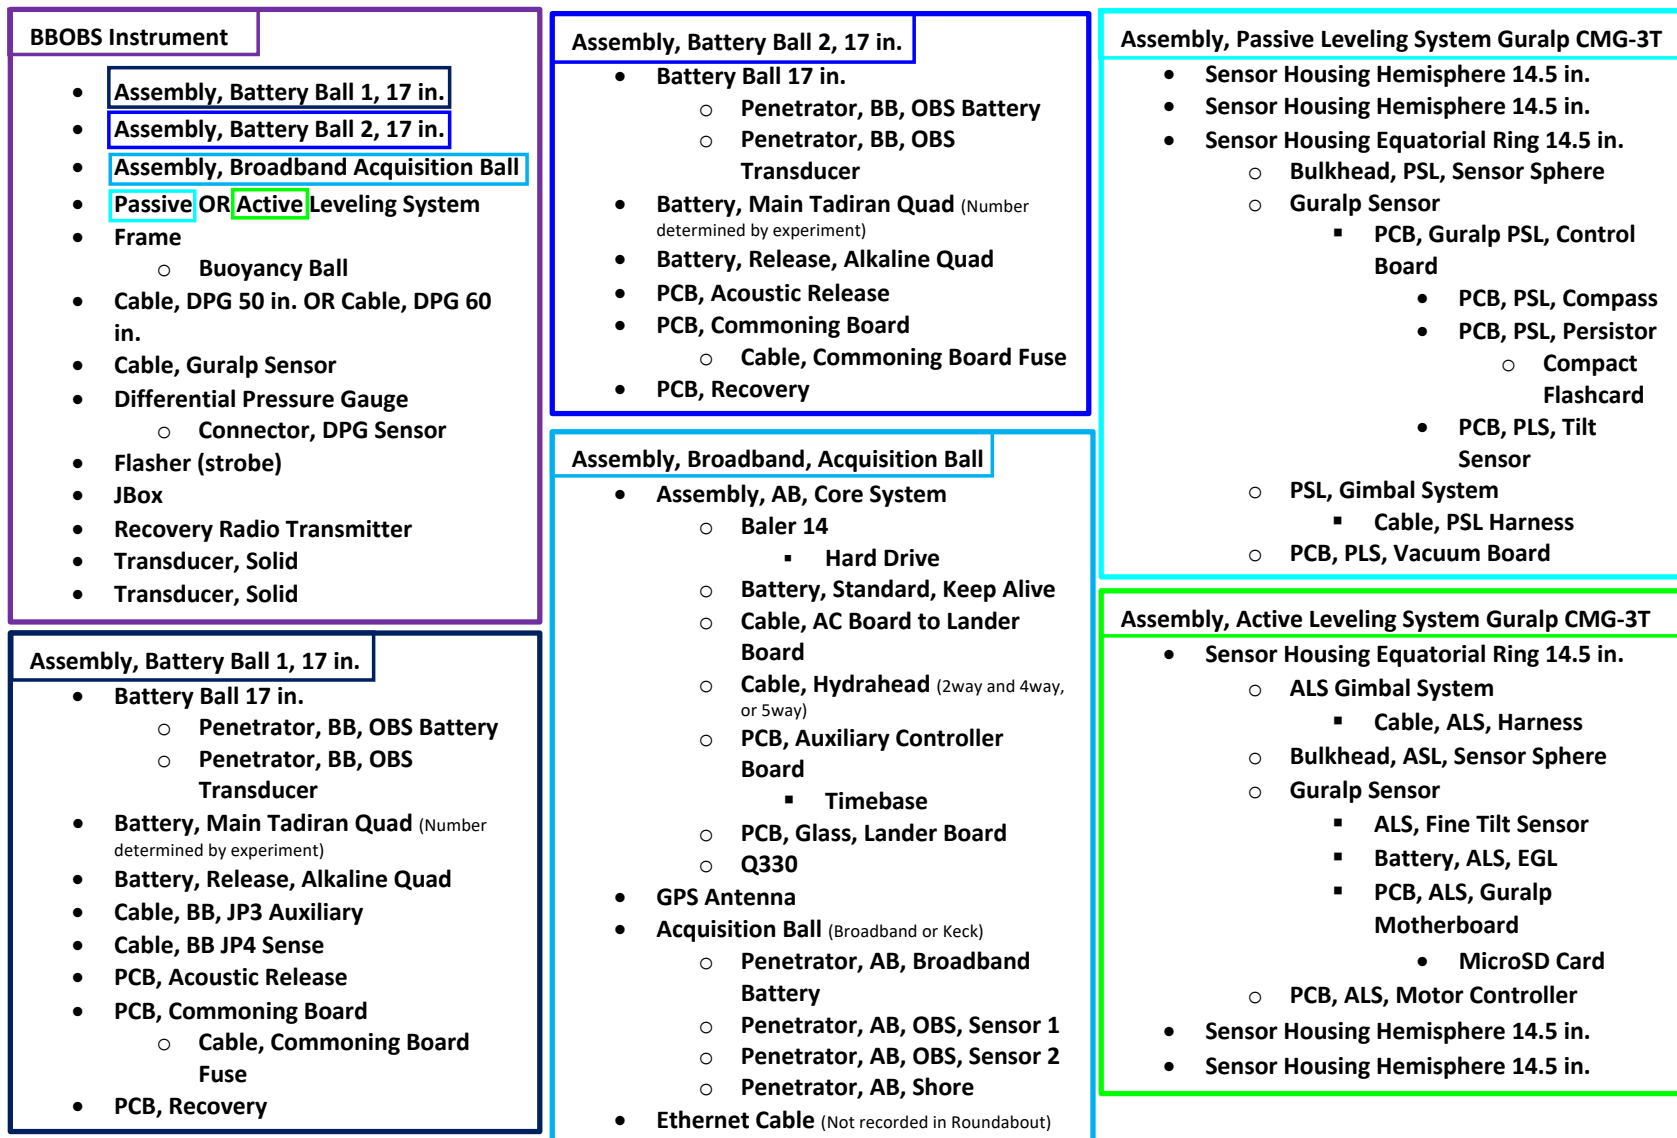 BBOBS Instrument
• Assembly, Battery Ball 1, 17 in.
• Assembly, Battery Ball 2, 17 in.
• Assembly, Broadband Acquisition Ball
• Passive OR Active Leveling System
• Frame
o Buoyancy Ball
• Cable, DPG 50 in. OR Cable, DPG 60
in.
• Cable, Guralp Sensor
• Differential Pressure Gauge
o Connector, DPG Sensor
• Flasher (strobe)
• JBox
• Recovery Radio Transmitter
• Transducer, Solid
• Transducer, Solid
Assembly, Battery Ball 1, 17 in.
• Battery Ball 17 in.
o Penetrator, BB, OBS Battery
o Penetrator, BB, OBS
Transducer
• Battery, Main Tadiran Quad (Number
determined by experiment)
• Battery, Release, Alkaline Quad
• Cable, BB, JP3 Auxiliary
• Cable, BB JP4 Sense
• PCB, Acoustic Release
• PCB, Commoning Board
o Cable, Commoning Board
Fuse
• PCB, Recovery
Assembly, Battery Ball 2, 17 in.
• Battery Ball 17 in.
o Penetrator, BB, OBS Battery
o Penetrator, BB, OBS
Transducer
• Battery, Main Tadiran Quad (Number
determined by experiment)
• Battery, Release, Alkaline Quad
• PCB, Acoustic Release
• PCB, Commoning Board
o Cable, Commoning Board Fuse
• PCB, Recovery
Assembly, Broadband, Acquisition Ball
• Assembly, AB, Core System
o Baler 14
▪ Hard Drive
o Battery, Standard, Keep Alive
o Cable, AC Board to Lander
Board
o Cable, Hydrahead (2way and 4way,
or 5way)
o PCB, Auxiliary Controller
Board
▪ Timebase
o PCB, Glass, Lander Board
o Q330
• GPS Antenna
• Acquisition Ball (Broadband or Keck)
o Penetrator, AB, Broadband
Battery
o Penetrator, AB, OBS, Sensor 1
o Penetrator, AB, OBS, Sensor 2
o Penetrator, AB, Shore
• Ethernet Cable (Not recorded in Roundabout)
Assembly, Passive Leveling System Guralp CMG-3T
• Sensor Housing Hemisphere 14.5 in.
• Sensor Housing Hemisphere 14.5 in.
• Sensor Housing Equatorial Ring 14.5 in.
o Bulkhead, PSL, Sensor Sphere
o Guralp Sensor
▪ PCB, Guralp PSL, Control
Board
• PCB, PSL, Compass
• PCB, PSL, Persistor
o Compact
Flashcard
• PCB, PLS, Tilt
Sensor
o PSL, Gimbal System
▪ Cable, PSL Harness
o PCB, PLS, Vacuum Board
Assembly, Active Leveling System Guralp CMG-3T
• Sensor Housing Equatorial Ring 14.5 in.
o ALS Gimbal System
▪ Cable, ALS, Harness
o Bulkhead, ASL, Sensor Sphere
o Guralp Sensor
▪ ALS, Fine Tilt Sensor
▪ Battery, ALS, EGL
▪ PCB, ALS, Guralp
Motherboard
• MicroSD Card
o PCB, ALS, Motor Controller
• Sensor Housing Hemisphere 14.5 in.
• Sensor Housing Hemisphere 14.5 in.